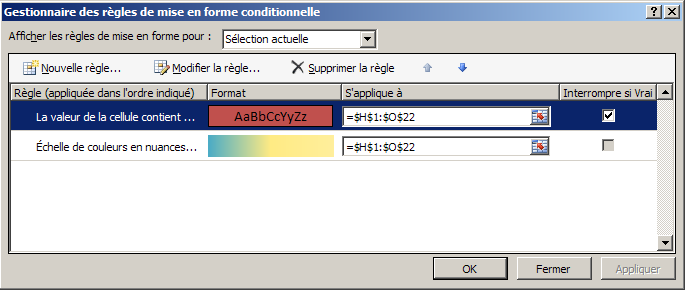 Gestionnaire des règles de mise en forme conditionnelle
Afficher les règles de mise en forme pour : Sélection actuelle
Nouvelle règle... Modifier la règle... Supprimer la règle
Règle (appliquée dans l'ordre indiqué) Format S'applique à Interrompre si Vrai
La valeur de la cellule contient ... AaBbCcYyZz =$H$1:$O$22
Échelle de couleurs en nuances... =$H$1:$O$22
OK Fermer Appliquer